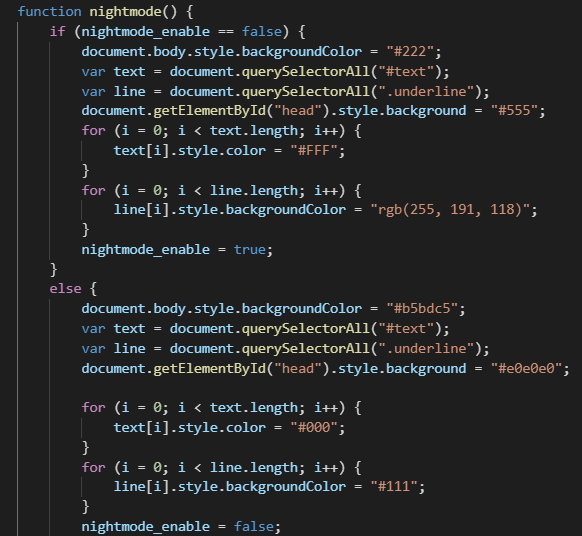 function nightmode() {
    if (nightmode_enable == false) {
        document.body.style.backgroundColor = "#222";
        var text = document.querySelectorAll("#text");
        var line = document.querySelectorAll(".underline");
        document.getElementById("head").style.background = "#555";
        for (i = 0; i < text.length; i++) {
            text[i].style.color = "#FFF";
        }
        for (i = 0; i < line.length; i++) {
            line[i].style.backgroundColor = "rgb(255, 191, 118)";
        }
        nightmode_enable = true;
    }
    else {
        document.body.style.backgroundColor = "#b5bdc5";
        var text = document.querySelectorAll("#text");
        var line = document.querySelectorAll(".underline");
        document.getElementById("head").style.background = "#e0e0e0";

        for (i = 0; i < text.length; i++) {
            text[i].style.color = "#000";
        }
        for (i = 0; i < line.length; i++) {
            line[i].style.backgroundColor = "#111";
        }
        nightmode_enable = false;